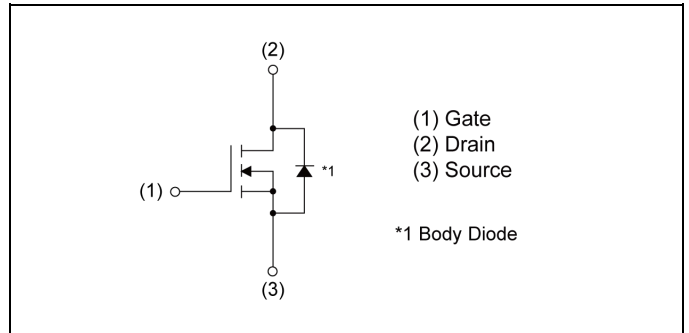 (2)
(1) Gate
(2) Drain
(3) Source
*1
(1)
*1 Body Diode
(3)